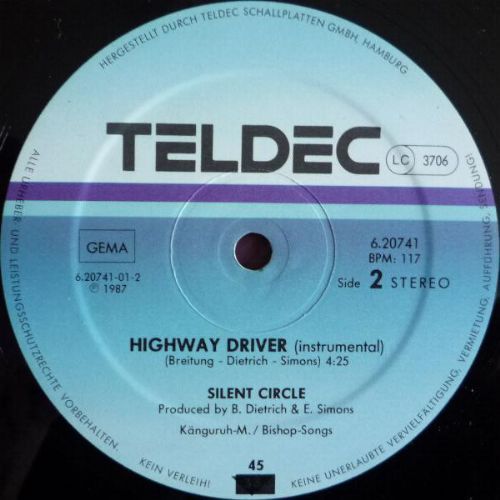 HERGESTELLT DURCH TELDEC SCHALLPLATTEN GMBH, HAMBURG
TELDEC
LC 3706
GEMA
6.20741-01-2
℗ 1987
6.20741
BPM: 117
Side 2 STEREO
HIGHWAY DRIVER (instrumental)
(Breitung - Dietrich - Simons) 4:25
SILENT CIRCLE
Produced by B. Dietrich & E. Simons
Känguruh-M. / Bishop-Songs
45
ALLE URHEBER- UND LEISTUNGSSCHUTZRECHTE VORBEHALTEN.
KEIN VERLEIH!
KEINE UNERLAUBTE VERVIELFÄLTIGUNG, VERMIETUNG, AUFFÜHRUNG, SENDUNG!